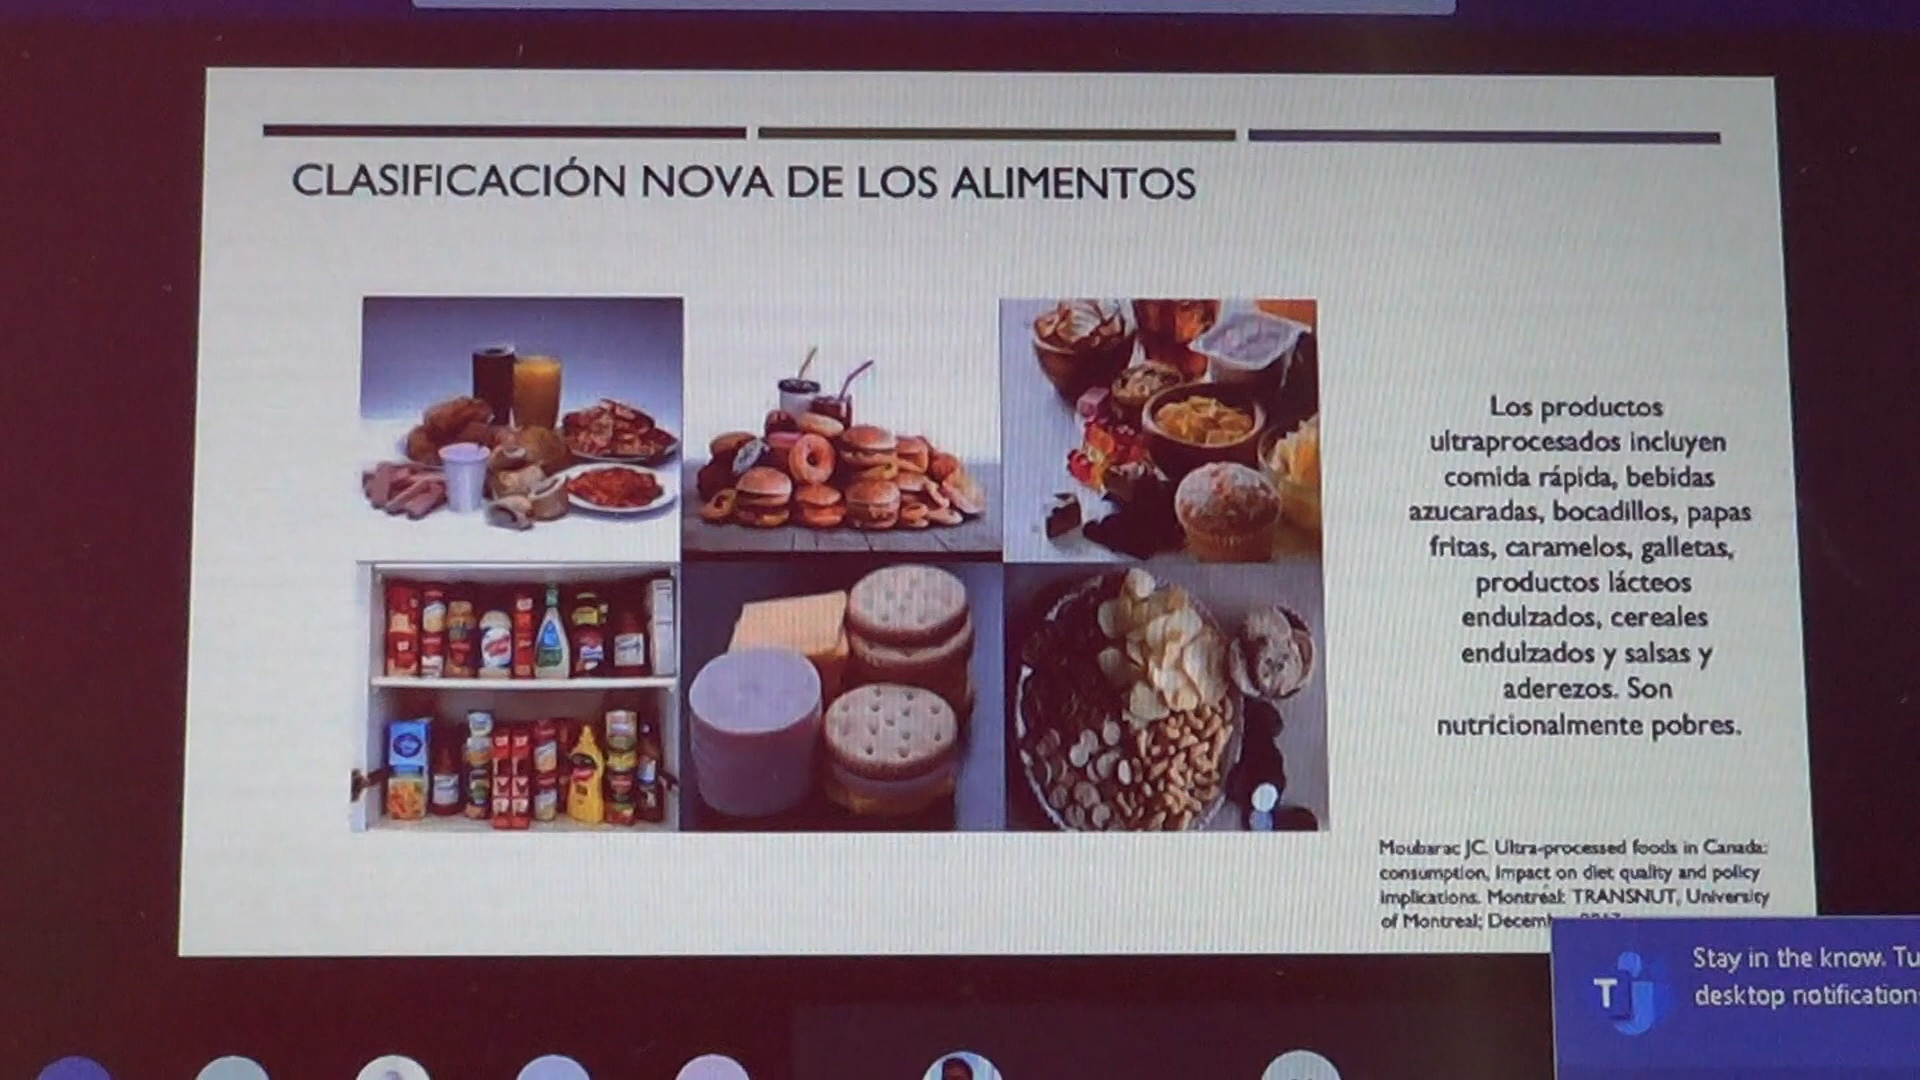 CLASIFICACIÓN NOVA DE LOS ALIMENTOS
Los productos
ultraprocesados incluyen
comida rápida, bebidas
azucaradas, bocadillos, papas
fritas, caramelos, galletas,
productos lácteos
endulzados, cereales
endulzados y salsas y
aderezos. Son
nutricionalmente pobres.
Moubarac JC. Ultra-processed foods in Canada:
consumption, Impact on diet quality and policy
implications. Montréal: TRANSNUT, University
of Montreal;
Stay in the know. Tu
desktop notification
T